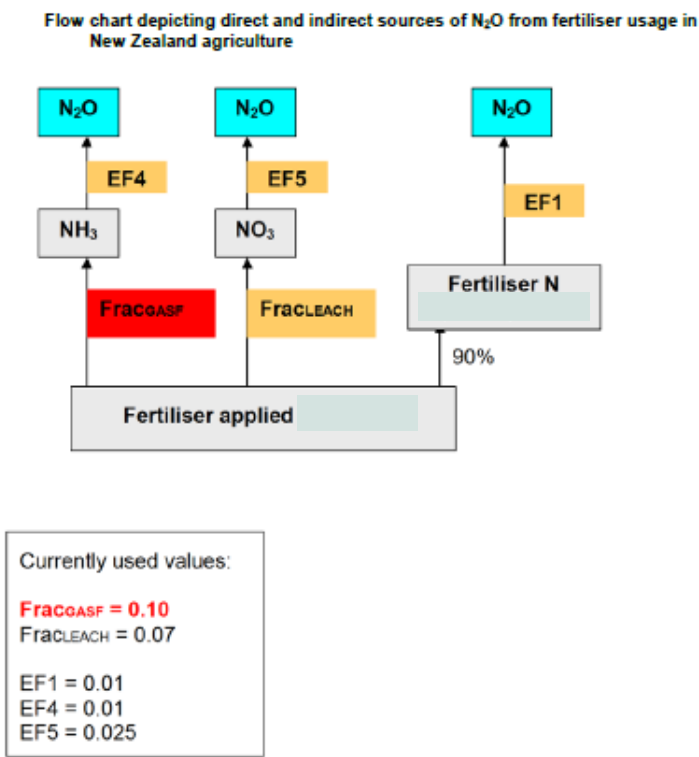 Flow chart depicting direct and indirect sources of N₂O from fertiliser usage in
New Zealand agriculture
N₂O N₂O N₂O
EF4 EF5
EF1
NH₃ NO₃
Fertiliser N
FracGASF FracLEACH
90%
Fertiliser applied
Currently used values:
FracGASF = 0.10
FracLEACH = 0.07
EF1 = 0.01
EF4 = 0.01
EF5 = 0.025